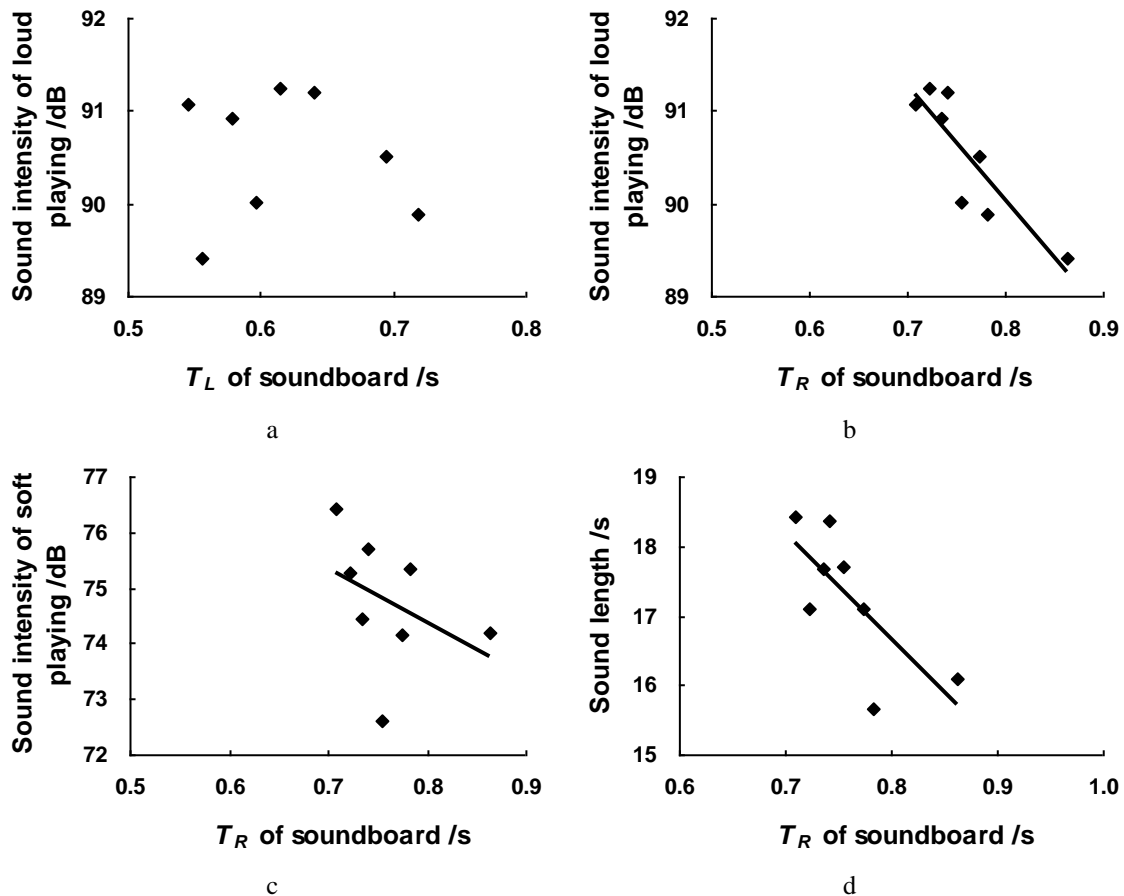 Sound intensity of loud
playing /dB
92
91
90
89
0.5 0.6 0.7 0.8
T_L of soundboard /s
a
Sound intensity of loud
playing /dB
92
91
90
89
0.5 0.6 0.7 0.8 0.9
T_R of soundboard /s
b
Sound intensity of soft
playing /dB
77
76
75
74
73
72
0.5 0.6 0.7 0.8 0.9
T_R of soundboard /s
c
Sound length /s
19
18
17
16
15
0.6 0.7 0.8 0.9 1.0
T_R of soundboard /s
d